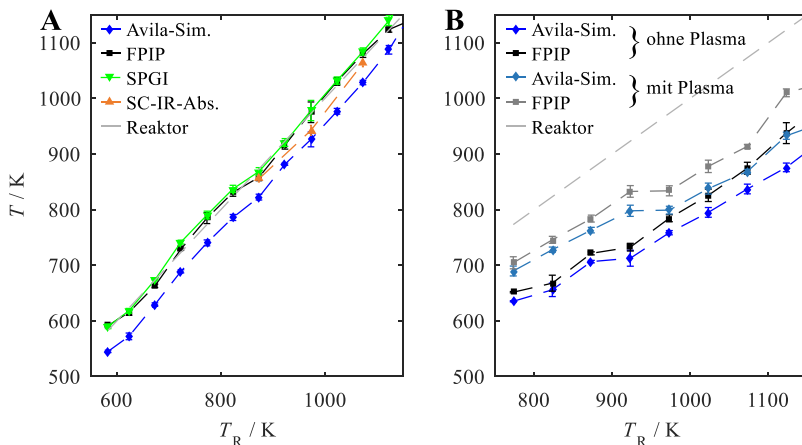 A
Avila-Sim.
FPIP
SPGI
SC-IR-Abs.
Reaktor
1100
1000
900
800
700
600
500
T / K
600
800
1000
T_R / K
B
Avila-Sim.
FPIP
} ohne Plasma
Avila-Sim.
FPIP
} mit Plasma
Reaktor
1100
1000
900
800
700
600
500
800
900
1000
1100
T_R / K